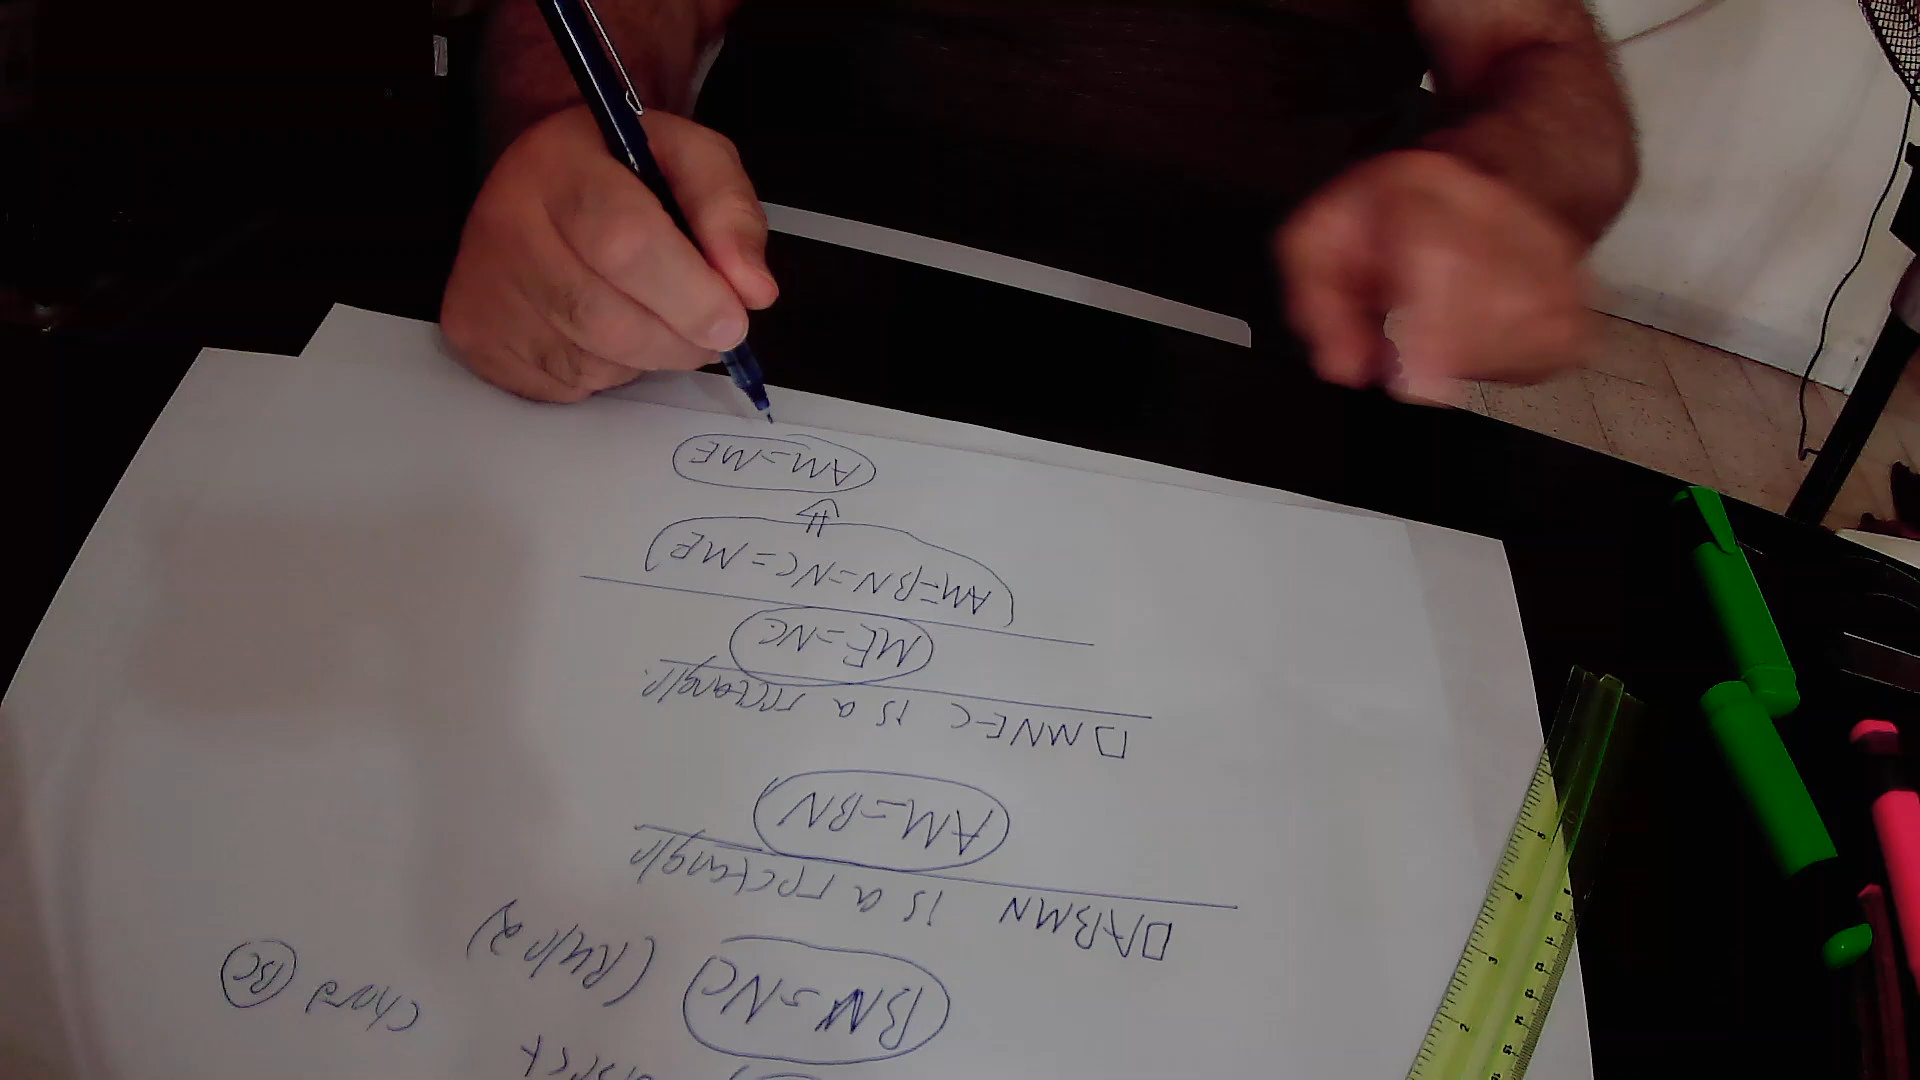 bisect
chord BC
BN=NC (Rule 2)
□ABMN is a rectangle
AM=BN
□MNEC is a rectangle.
ME=NC
AM=BN=NC=ME
⇓
AM=ME